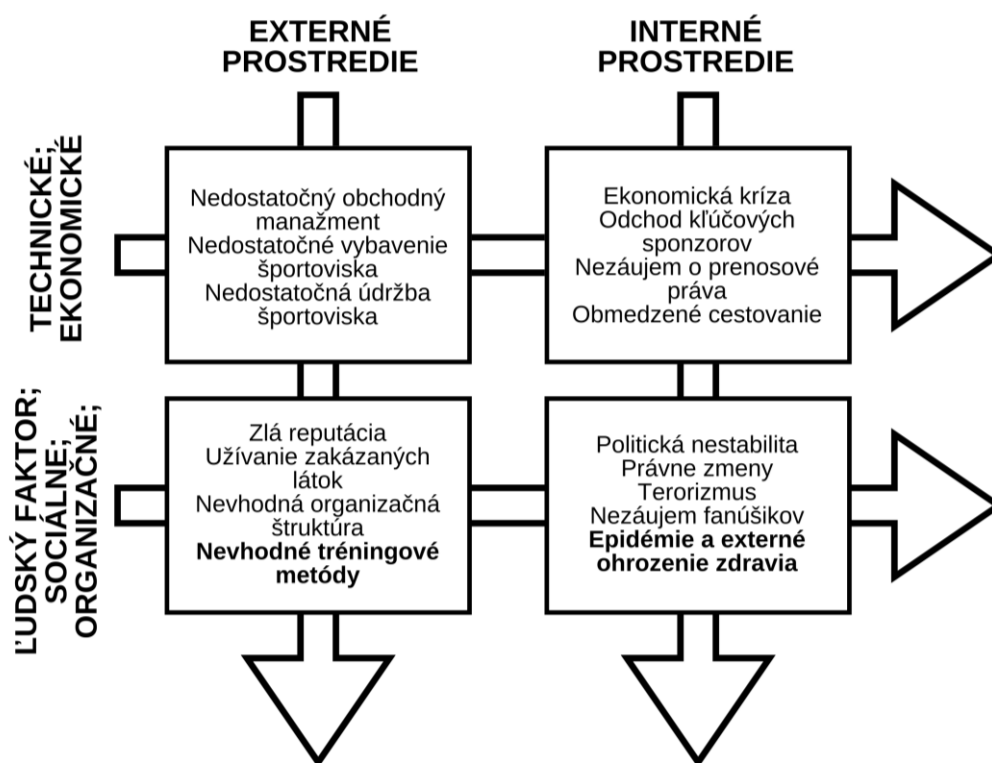 EXTERNÉ
PROSTREDIE
INTERNÉ
PROSTREDIE
TECHNICKÉ;
EKONOMICKÉ
Nedostatočný obchodný
manažment
Nedostatočné vybavenie
športoviska
Nedostatočná údržba
športoviska
Ekonomická kríza
Odchod kľúčových
sponzorov
Nezáujem o prenosové
práva
Obmedzené cestovanie
ĽUDSKÝ FAKTOR;
SOCIÁLNE;
ORGANIZAČNÉ;
Zlá reputácia
Užívanie zakázaných
látok
Nevhodná organizačná
štruktúra
Nevhodné tréningové
metódy
Politická nestabilita
Právne zmeny
Terorizmus
Nezáujem fanúšikov
Epidémie a externé
ohrozenie zdravia